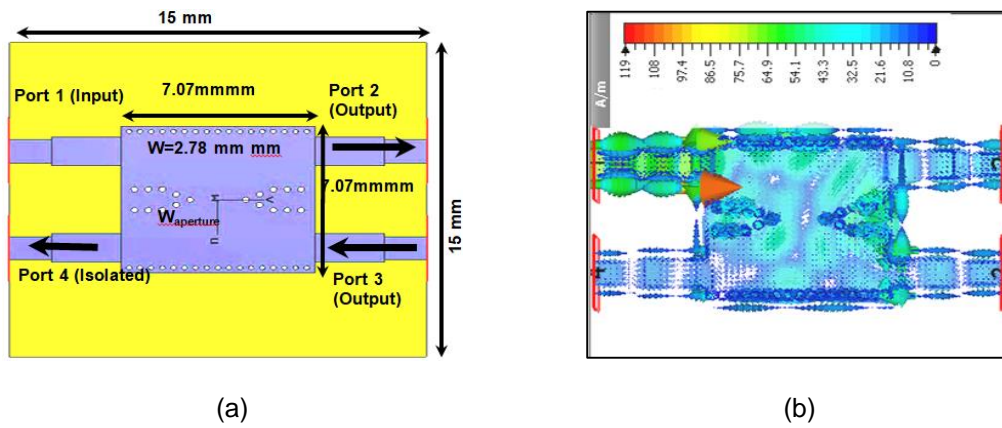 15 mm
7.07mmmm
Port 1 (Input)
Port 2
(Output)
W=2.78 mm mm
7.07mmmm
15 mm
W
V
Waperture
U
Port 4 (Isolated)
Port 3
(Output)
(a)
A/m
119
108
97.4
86.5
75.7
64.9
54.1
43.3
32.5
21.6
10.8
0
4
(b)